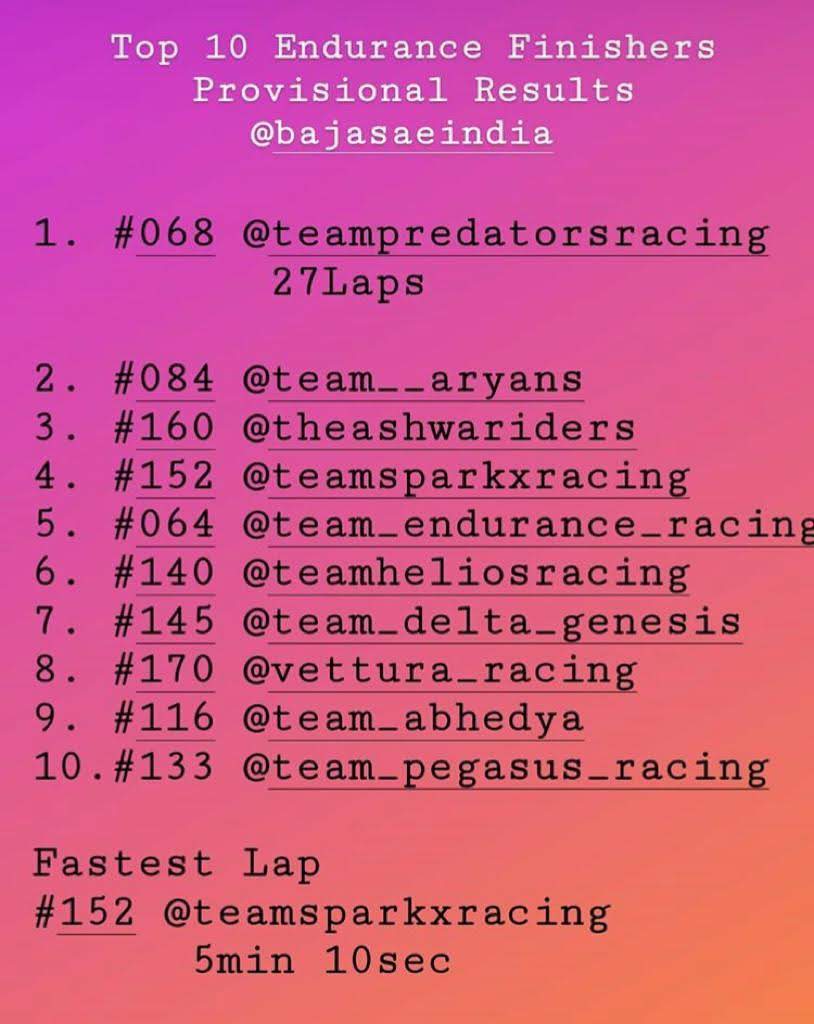 Top 10 Endurance Finishers
Provisional Results
@bajasaeindia
1. #068 @teampredatorsracing
27Laps
2. #084 @team__aryans
3. #160 @theashwariders
4. #152 @teamsparkxracing
5. #064 @team_endurance_racing
6. #140 @teamheliosracing
7. #145 @team_delta_genesis
8. #170 @vettura_racing
9. #116 @team_abhedya
10.#133 @team_pegasus_racing
Fastest Lap
#152 @teamsparkxracing
5min 10sec